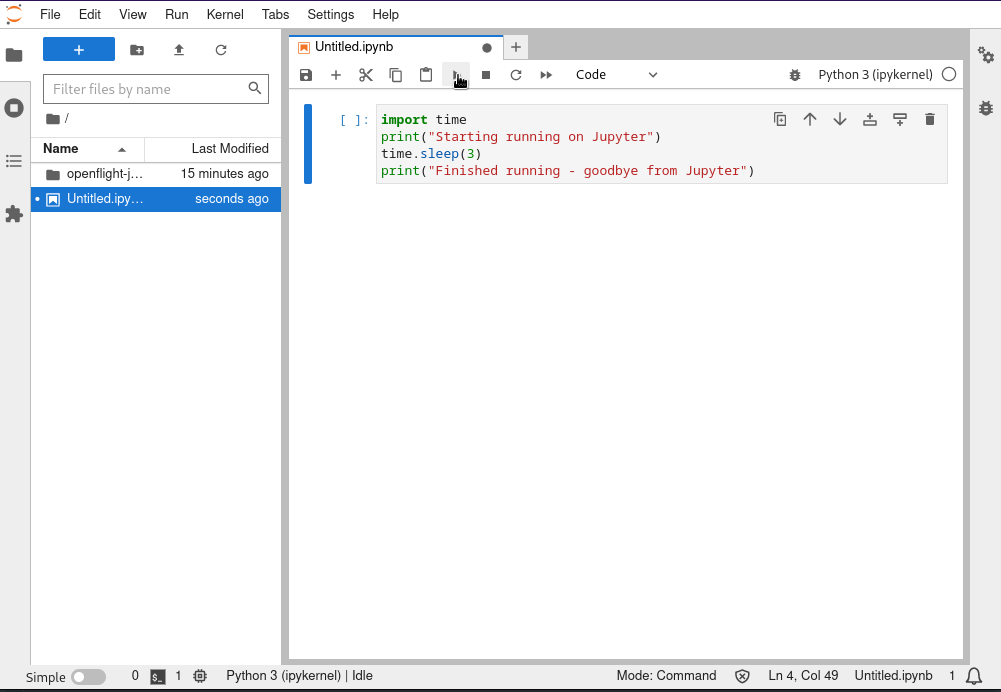 File Edit View Run Kernel Tabs Settings Help
+
Filter files by name
/
Name Last Modified
openflight-j… 15 minutes ago
Untitled.ipy… seconds ago
Untitled.ipynb
Code Python 3 (ipykernel)
[ ]: import time
print("Starting running on Jupyter")
time.sleep(3)
print("Finished running - goodbye from Jupyter")
Simple 0 $_ 1 Python 3 (ipykernel) | Idle Mode: Command Ln 4, Col 49 Untitled.ipynb 1